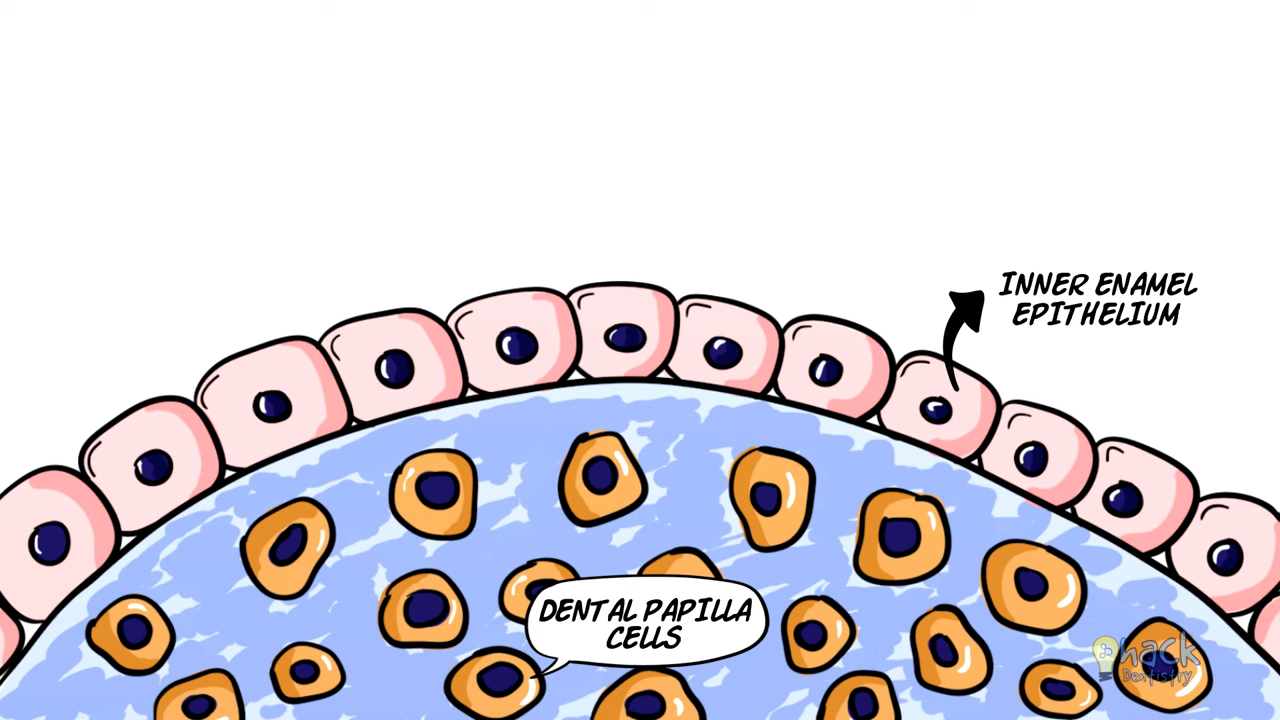 INNER ENAMEL
EPITHELIUM
DENTAL PAPILLA
CELLS
hack
Dentistry